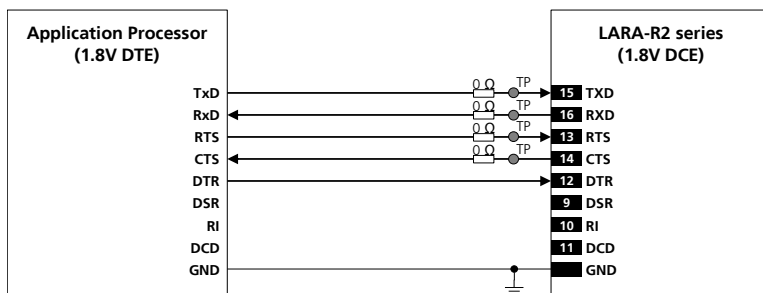 Application Processor
(1.8V DTE)
LARA-R2 series
(1.8V DCE)
TxD 0 Ω TP 15 TXD
RxD 0 Ω TP 16 RXD
RTS 0 Ω TP 13 RTS
CTS 0 Ω TP 14 CTS
DTR 12 DTR
DSR 9 DSR
RI 10 RI
DCD 11 DCD
GND GND